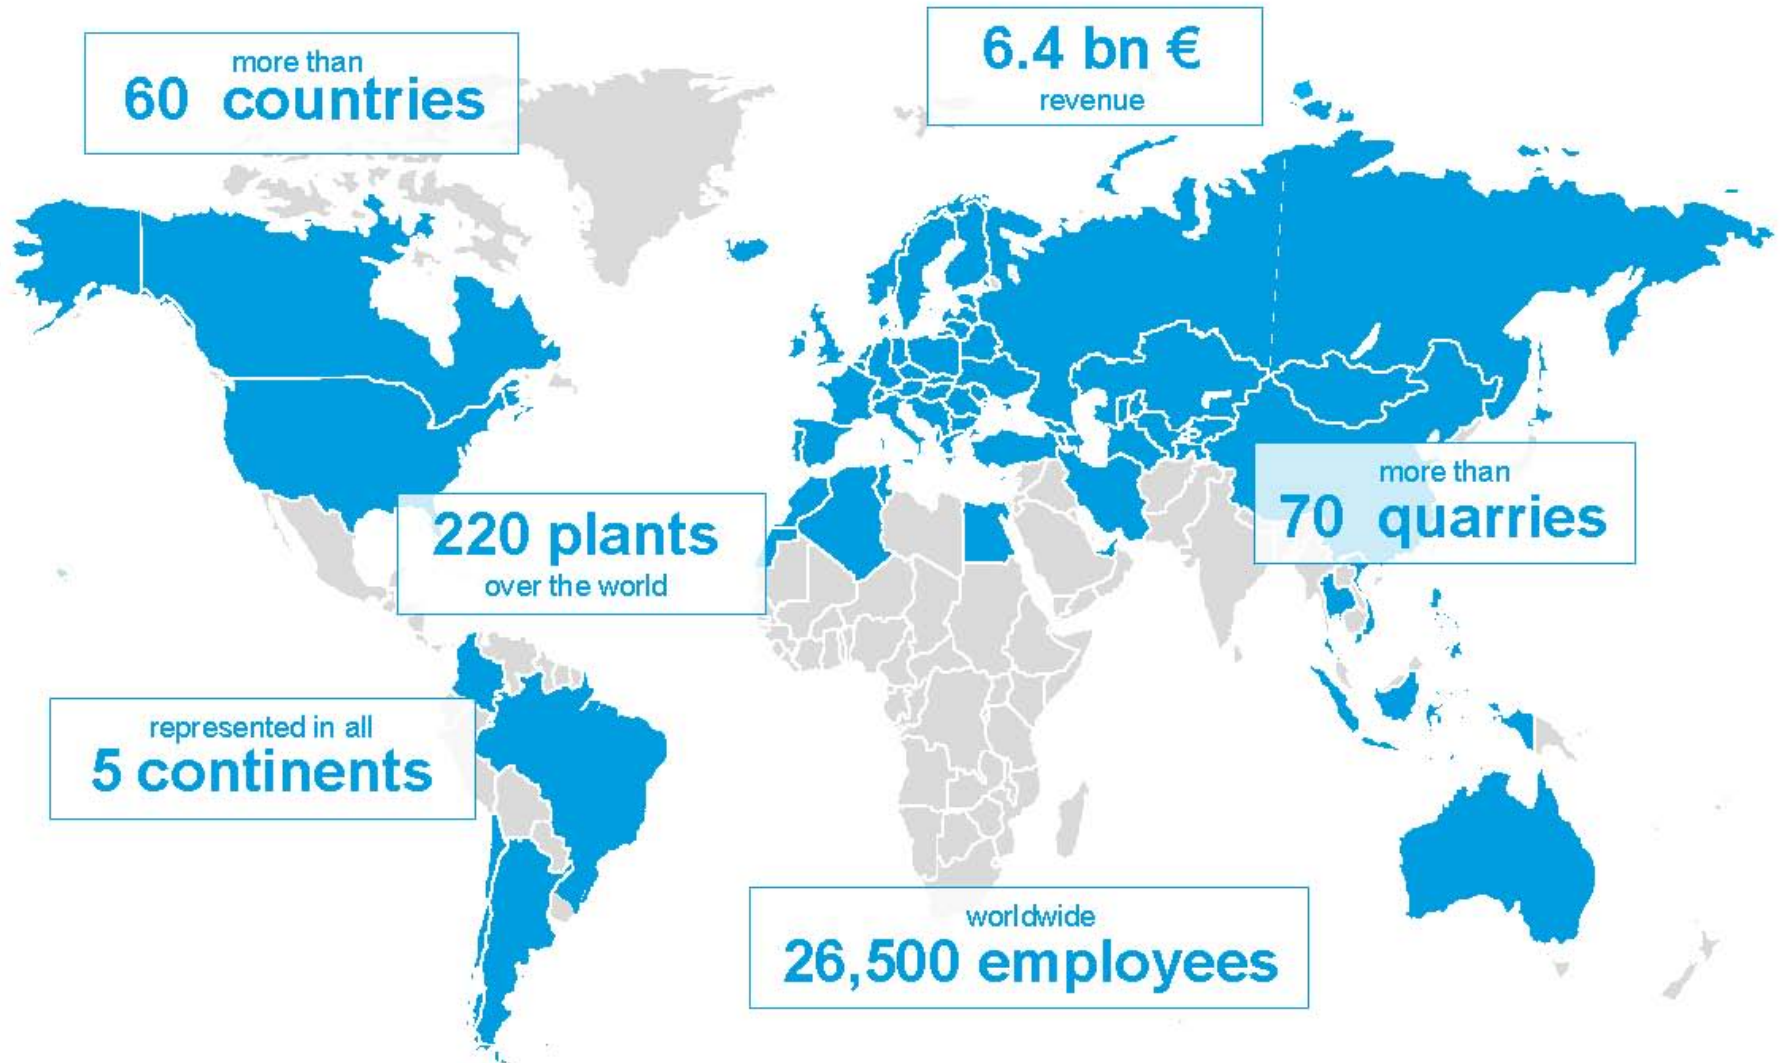 more than
60 countries
6.4 bn €
revenue
more than
70 quarries
220 plants
over the world
represented in all
5 continents
worldwide
26,500 employees